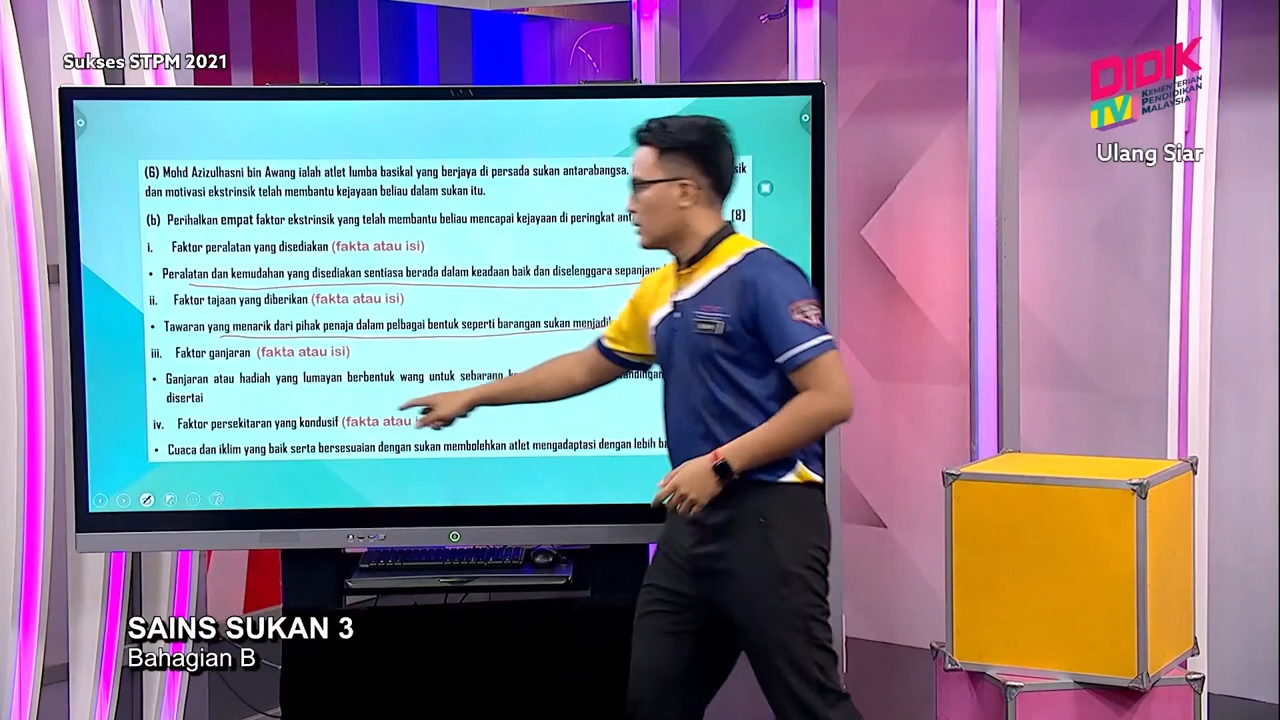 Sukses STPM 2021
DIDIK
TV
KEMENTERIAN
PENDIDIKAN
MALAYSIA
Ulang Siar
(6) Mohd Azizulhasni bin Awang ialah atlet lumba basikal yang berjaya di persada sukan antarabangsa.
dan motivasi ekstrinsik telah membantu kejayaan beliau dalam sukan itu.
(b) Perihalkan empat faktor ekstrinsik yang telah membantu beliau mencapai kejayaan di peringkat [8]
i. Faktor peralatan yang disediakan (fakta atau isi)
• Peralatan dan kemudahan yang disediakan sentiasa berada dalam keadaan baik dan diselenggara
ii. Faktor tajaan yang diberikan (fakta atau isi)
• Tawaran yang menarik dari pihak penaja dalam pelbagai bentuk seperti barangan sukan
iii. Faktor ganjaran (fakta atau isi)
• Ganjaran atau hadiah yang lumayan berbentuk wang untuk sebarang
disertai
iv. Faktor persekitaran yang kondusif (fakta atau
• Cuaca dan iklim yang baik serta bersesuaian dengan sukan membolehkan atlet mengadaptasi dengan lebih
SAINS SUKAN 3
Bahagian B